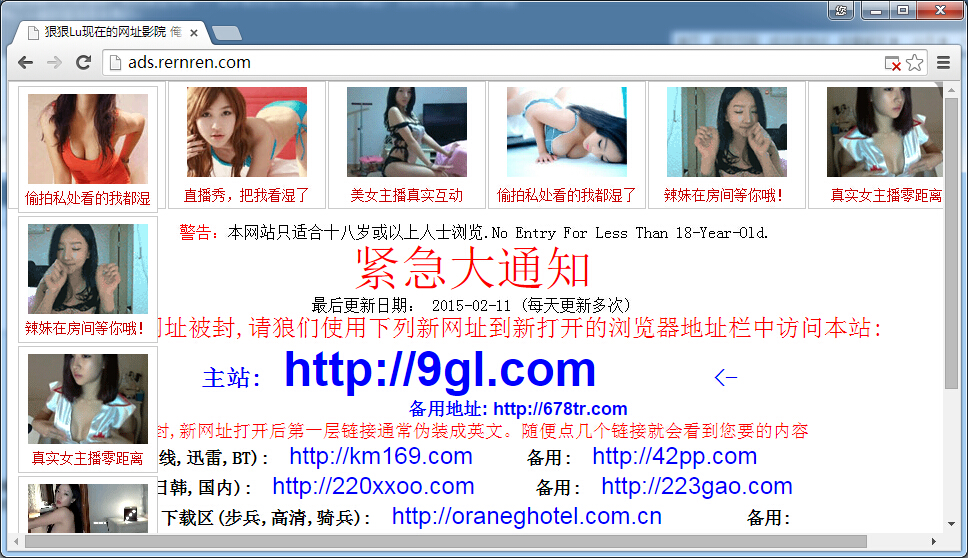 狠狠Lu现在的网址影院 俺
ads.rernren.com
偷拍私处看的我都湿
直播秀，把我看湿了
美女主播真实互动
偷拍私处看的我都湿了
辣妹在房间等你哦！
真实女主播零距离
警告：本网站只适合十八岁或以上人士浏览.No Entry For Less Than 18-Year-Old.
紧急大通知
最后更新日期： 2015-02-11 (每天更新多次)
辣妹在房间等你哦！
网址被封,请狼们使用下列新网址到新打开的浏览器地址栏中访问本站:
主站: http://9gl.com <-
备用地址: http://678tr.com
封,新网址打开后第一层链接通常伪装成英文。随便点几个链接就会看到您要的内容
真实女主播零距离
线,迅雷,BT): http://km169.com 备用: http://42pp.com
日韩,国内): http://220xxoo.com 备用: http://223gao.com
下载区(步兵,高清,骑兵): http://oraneghotel.com.cn 备用: